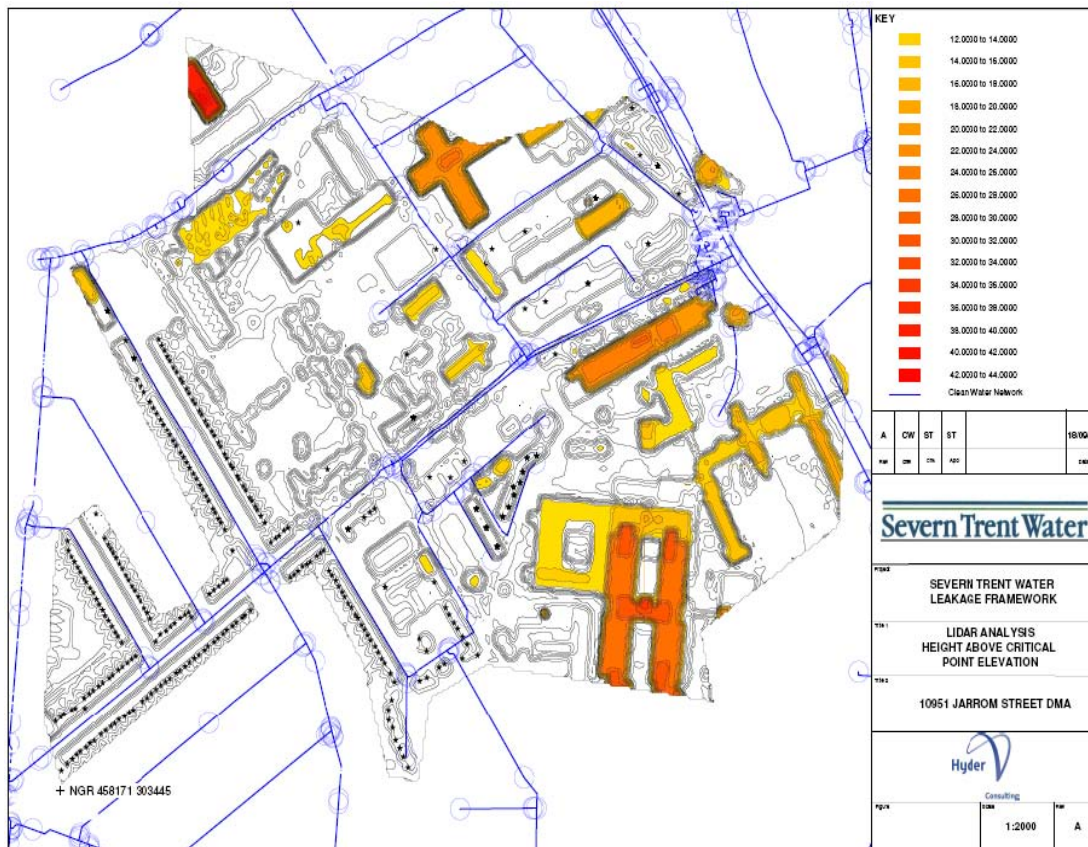 KEY
12.0000 to 14.0000
14.0000 to 16.0000
16.0000 to 18.0000
18.0000 to 20.0000
20.0000 to 22.0000
22.0000 to 24.0000
24.0000 to 26.0000
26.0000 to 28.0000
28.0000 to 30.0000
30.0000 to 32.0000
32.0000 to 34.0000
34.0000 to 36.0000
36.0000 to 38.0000
38.0000 to 40.0000
40.0000 to 42.0000
42.0000 to 44.0000
Clean Water Network
A CW ST ST
Severn Trent Water
Project
SEVERN TRENT WATER
LEAKAGE FRAMEWORK
LIDAR ANALYSIS
HEIGHT ABOVE CRITICAL
POINT ELEVATION
10951 JARROM STREET DMA
Hyder
Consulting
1:2000 A
+ NGR 458171 303445